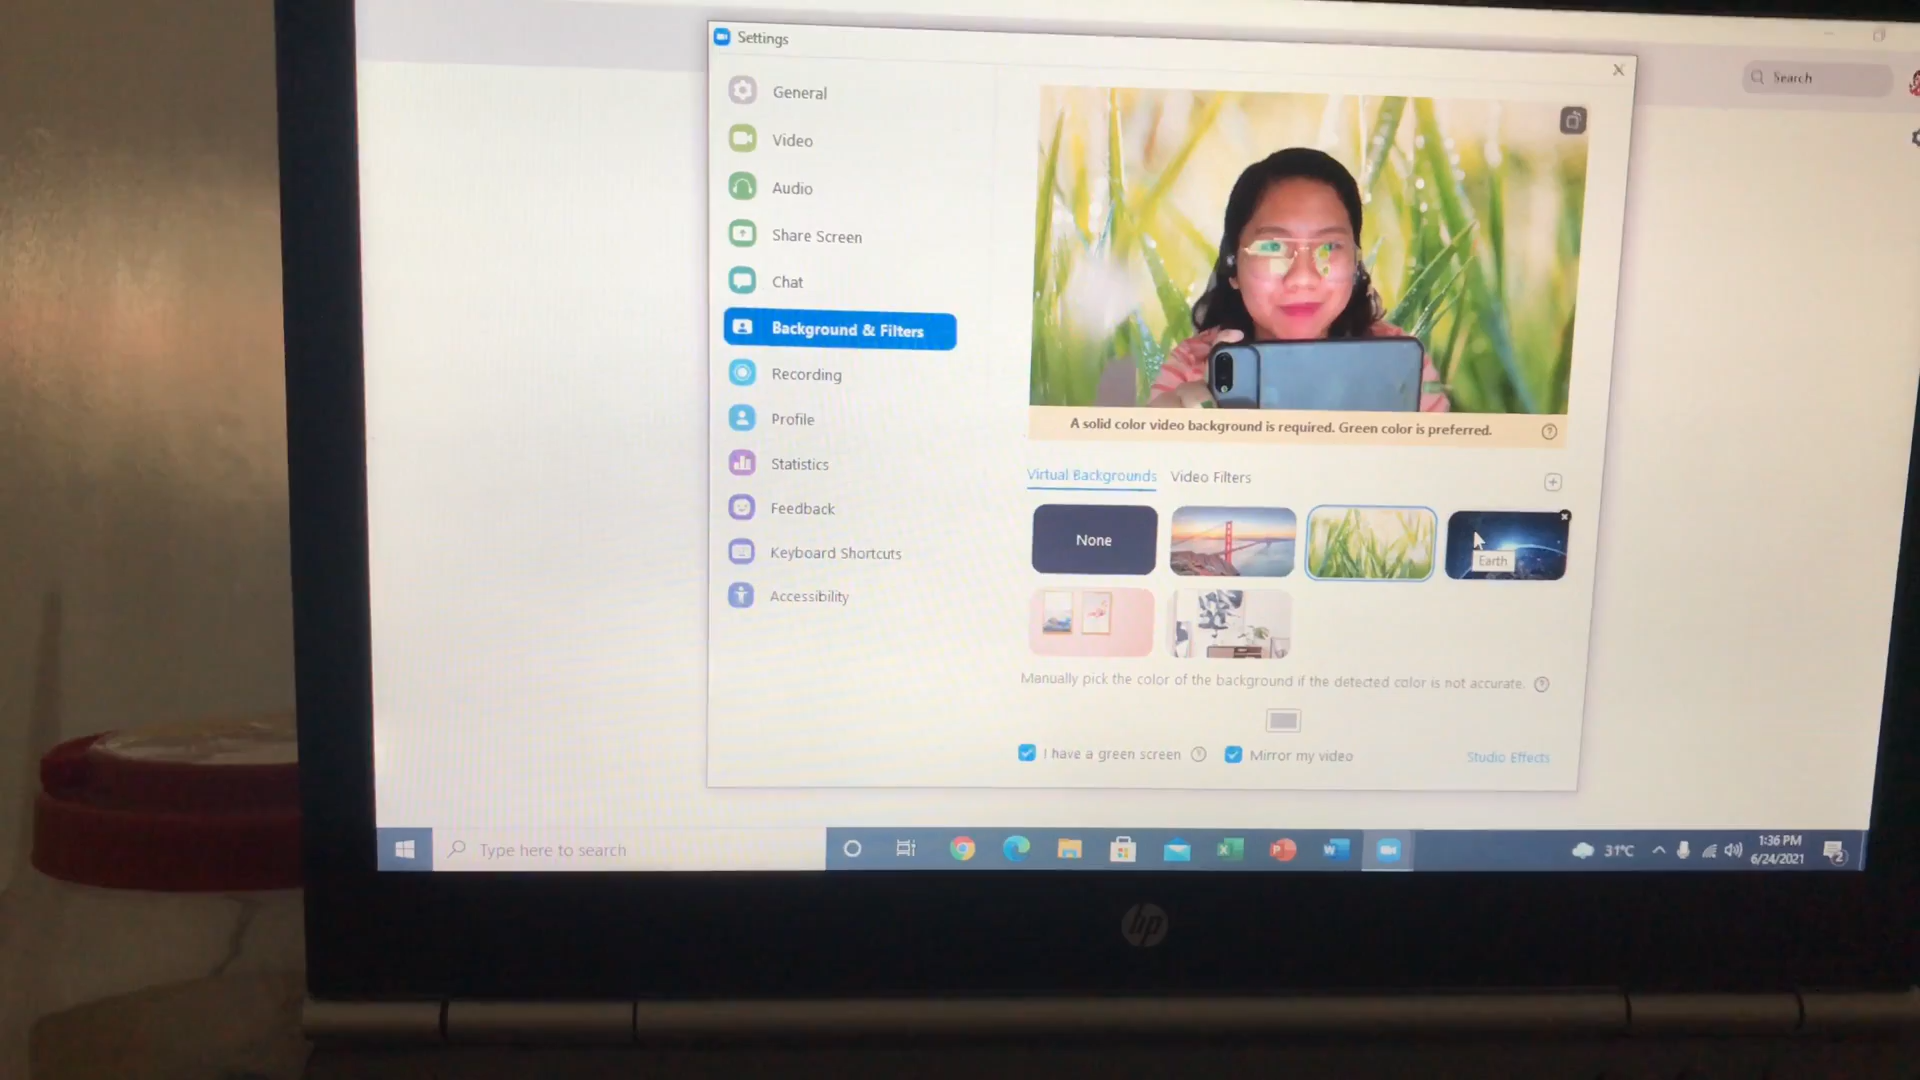 Settings
Search
General
Video
Audio
Share Screen
Chat
Background & Filters
Recording
Profile
Statistics
Feedback
Keyboard Shortcuts
Accessibility
A solid color video background is required. Green color is preferred.
Virtual Backgrounds
Video Filters
None
Earth
Manually pick the color of the background if the detected color is not accurate.
I have a green screen
Mirror my video
Studio Effects
Type here to search
31°C
1:36 PM
6/24/2021
2
hp